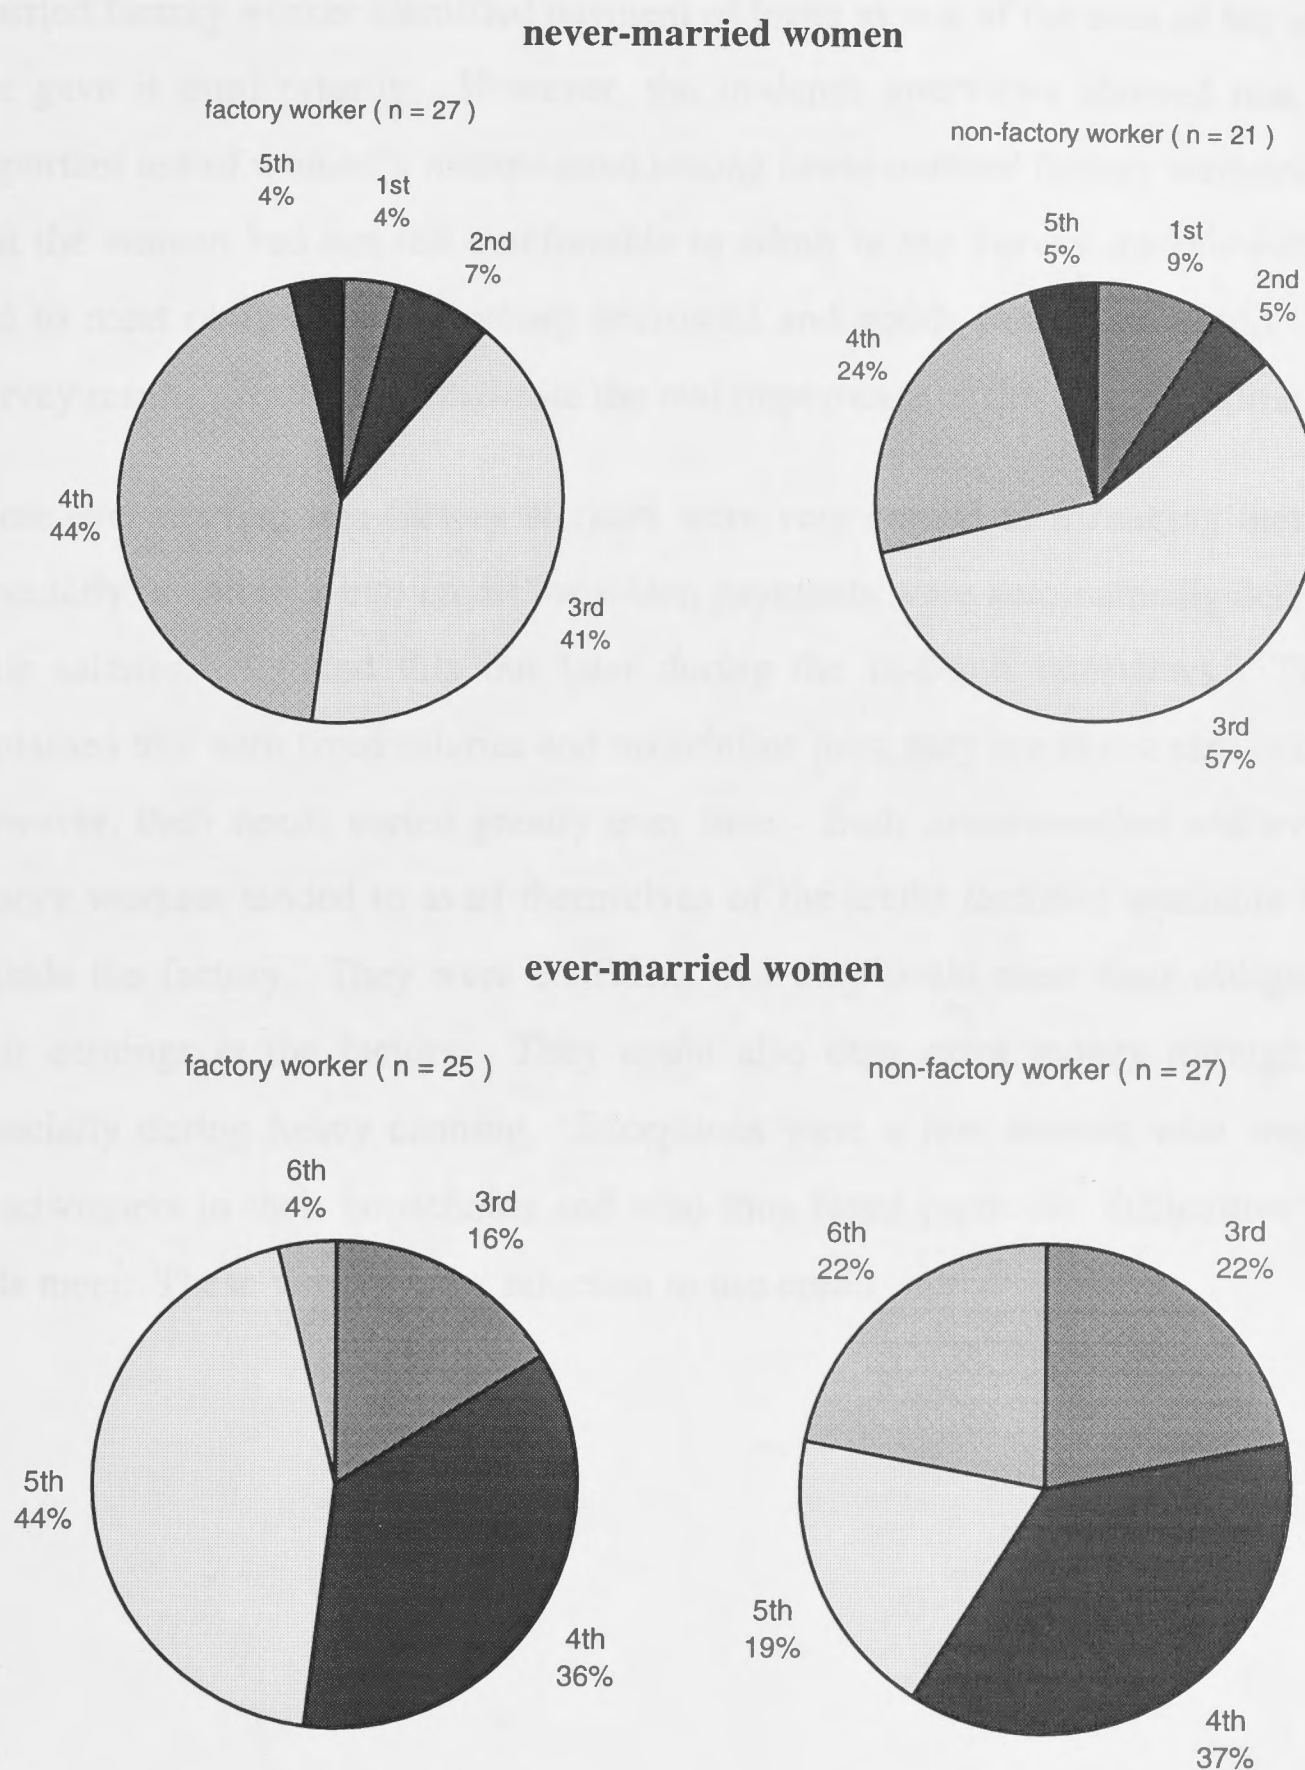 never-married women
factory worker ( n = 27 )
5th
4%
1st
4%
2nd
7%
3rd
41%
4th
44%
non-factory worker ( n = 21 )
5th
5%
1st
9%
2nd
5%
3rd
57%
4th
24%
ever-married women
factory worker ( n = 25 )
6th
4%
3rd
16%
4th
36%
5th
44%
non-factory worker ( n = 27)
6th
22%
3rd
22%
4th
37%
5th
19%